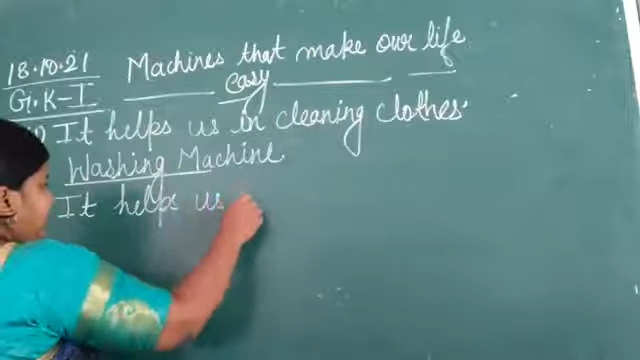 18.10.21 Machines that make our life
easy
G.K-I
It helps us in cleaning clothes.
Washing Machine
It helps us